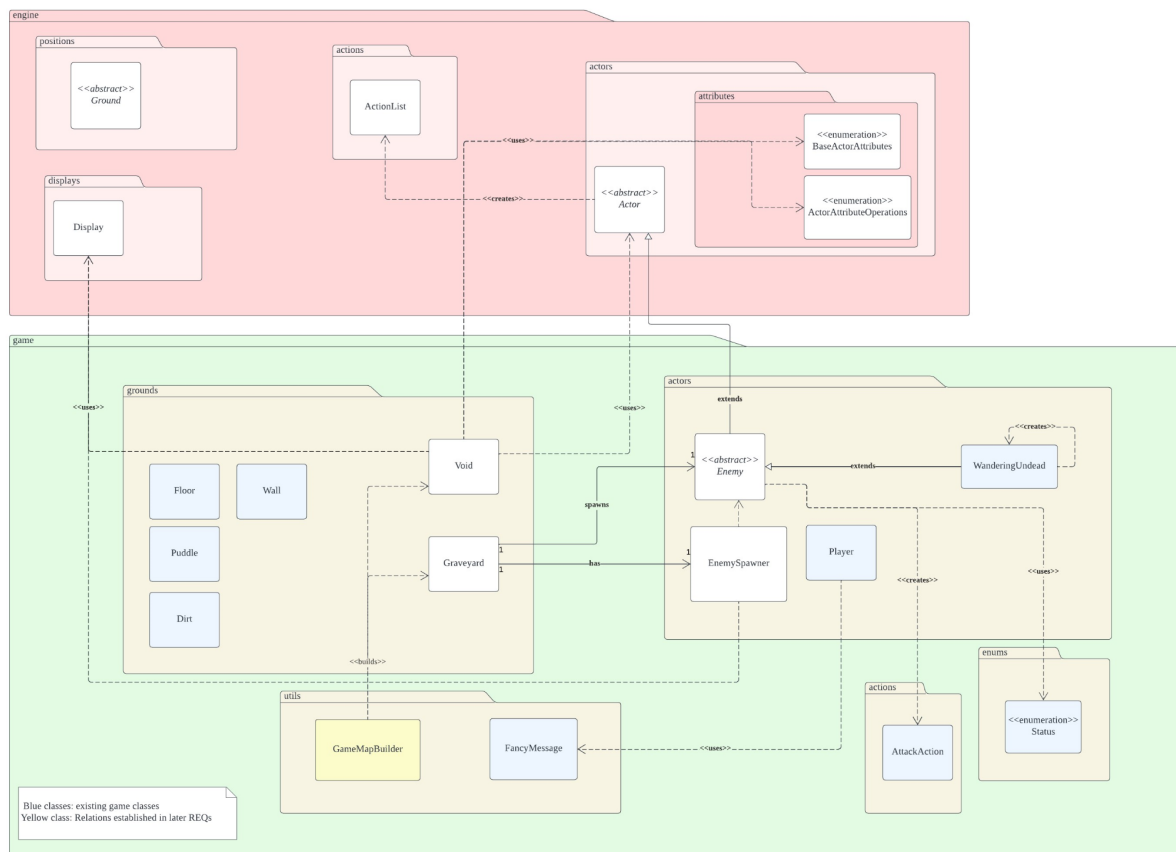 engine
positions
<<abstract>>
Ground
actions
ActionList
actors
attributes
<<enumeration>>
BaseActorAttributes
<<enumeration>>
ActorAttributeOperations
<<abstract>>
Actor
<<uses>>
<<creates>>
displays
Display
game
grounds
<<uses>>
<<uses>>
Void
Floor
Wall
Puddle
Graveyard
Dirt
<<builds>>
1
1
spawns
has
actors
extends
1
<<abstract>>
Enemy
extends
<<creates>>
WanderingUndead
1
EnemySpawner
Player
<<creates>>
<<uses>>
utils
GameMapBuilder
FancyMessage
<<uses>>
actions
AttackAction
enums
<<enumeration>>
Status
Blue classes: existing game classes
Yellow class: Relations established in later REQs